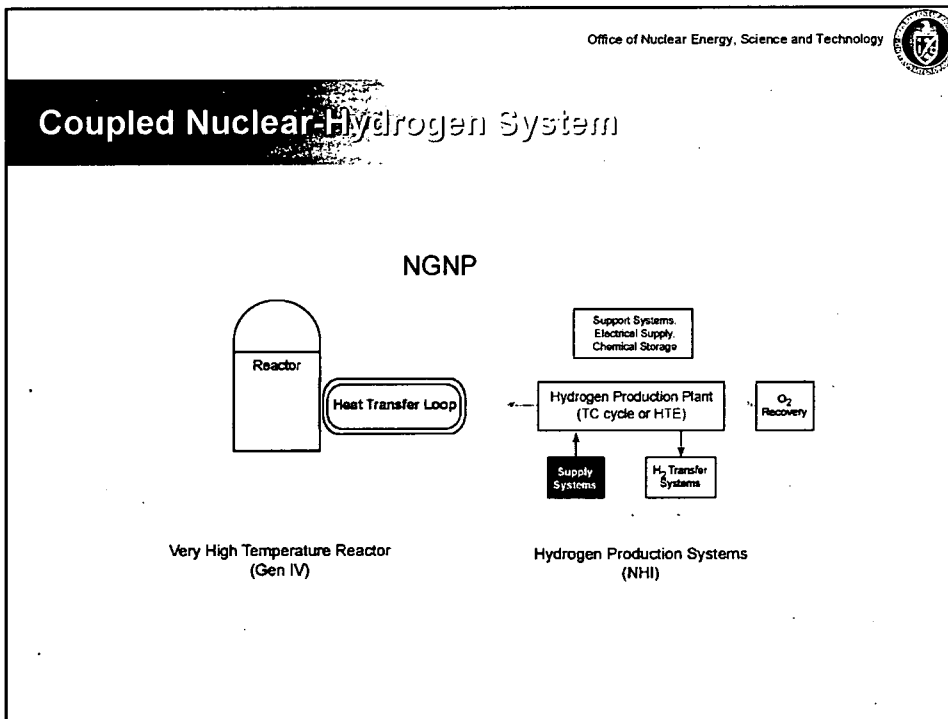 Office of Nuclear Energy, Science and Technology
Coupled Nuclear-Hydrogen System
NGNP
Reactor
Heat Transfer Loop
Support Systems,
Electrical Supply,
Chemical Storage
Hydrogen Production Plant
(TC cycle or HTE)
O2
Recovery
Supply
Systems
H2 Transfer
Systems
Very High Temperature Reactor
(Gen IV)
Hydrogen Production Systems
(NHI)